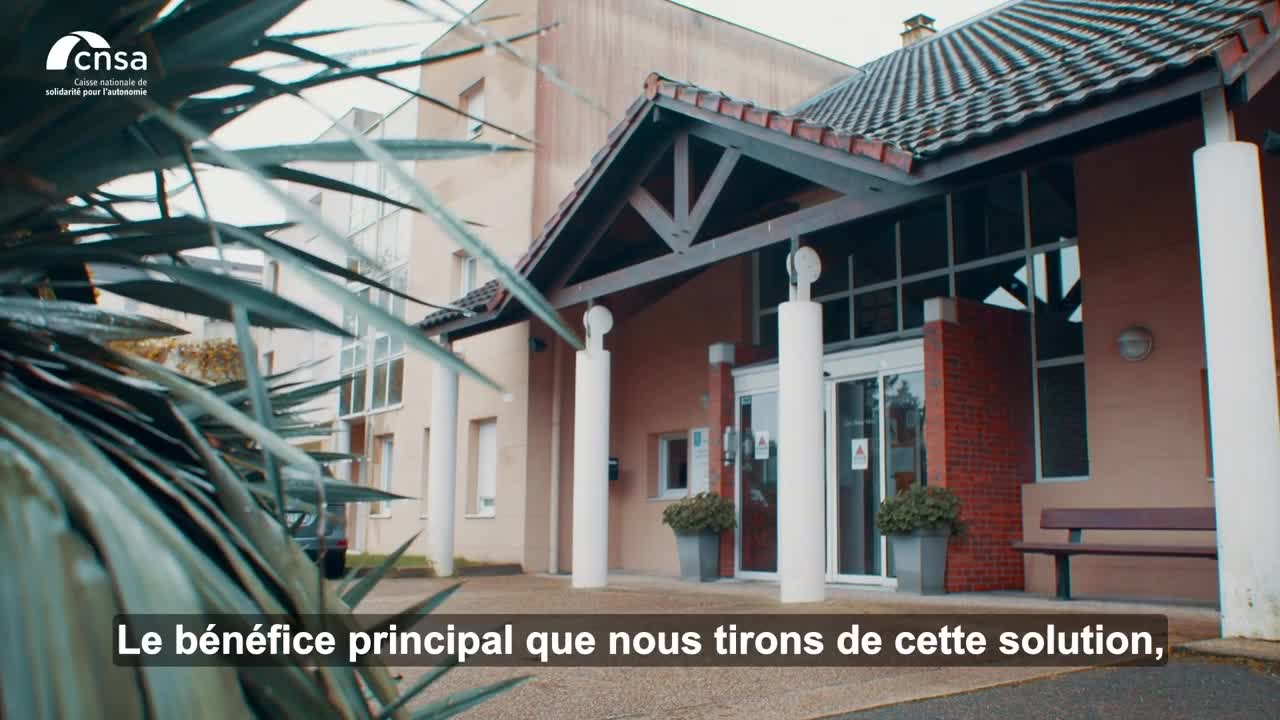 cnsa
Caisse nationale de
solidarité pour l'autonomie
Le bénéfice principal que nous tirons de cette solution,